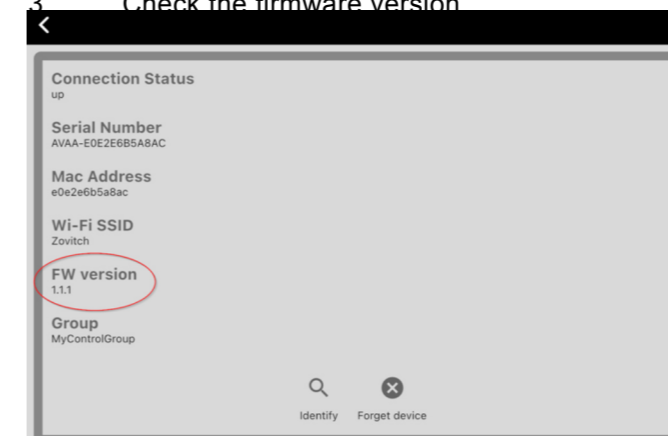 3 Check the firmware version
Connection Status
up
Serial Number
AVAA-E0E2E6B5A8AC
Mac Address
e0e2e6b5a8ac
Wi-Fi SSID
Zovitch
FW version
1.1.1
Group
MyControlGroup
Identify Forget device